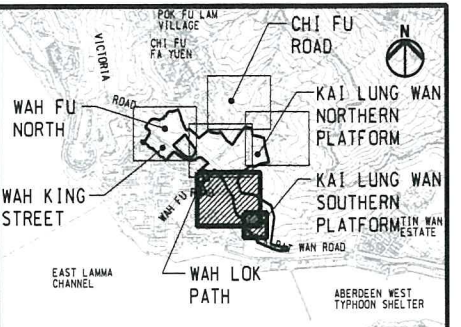 POK FU LAM
VILLAGE
CHI FU
FA YUEN
CHI FU
ROAD
N
VICTORIA
ROAD
WAH FU
NORTH
KAI LUNG WAN
NORTHERN
PLATFORM
WAH KING
STREET
WAH FU ROAD
KAI LUNG WAN
SOUTHERN
PLATFORM
TIN WAN
ESTATE
WAN ROAD
EAST LAMMA
CHANNEL
WAH LOK
PATH
ABERDEEN WEST
TYPHOON SHELTER